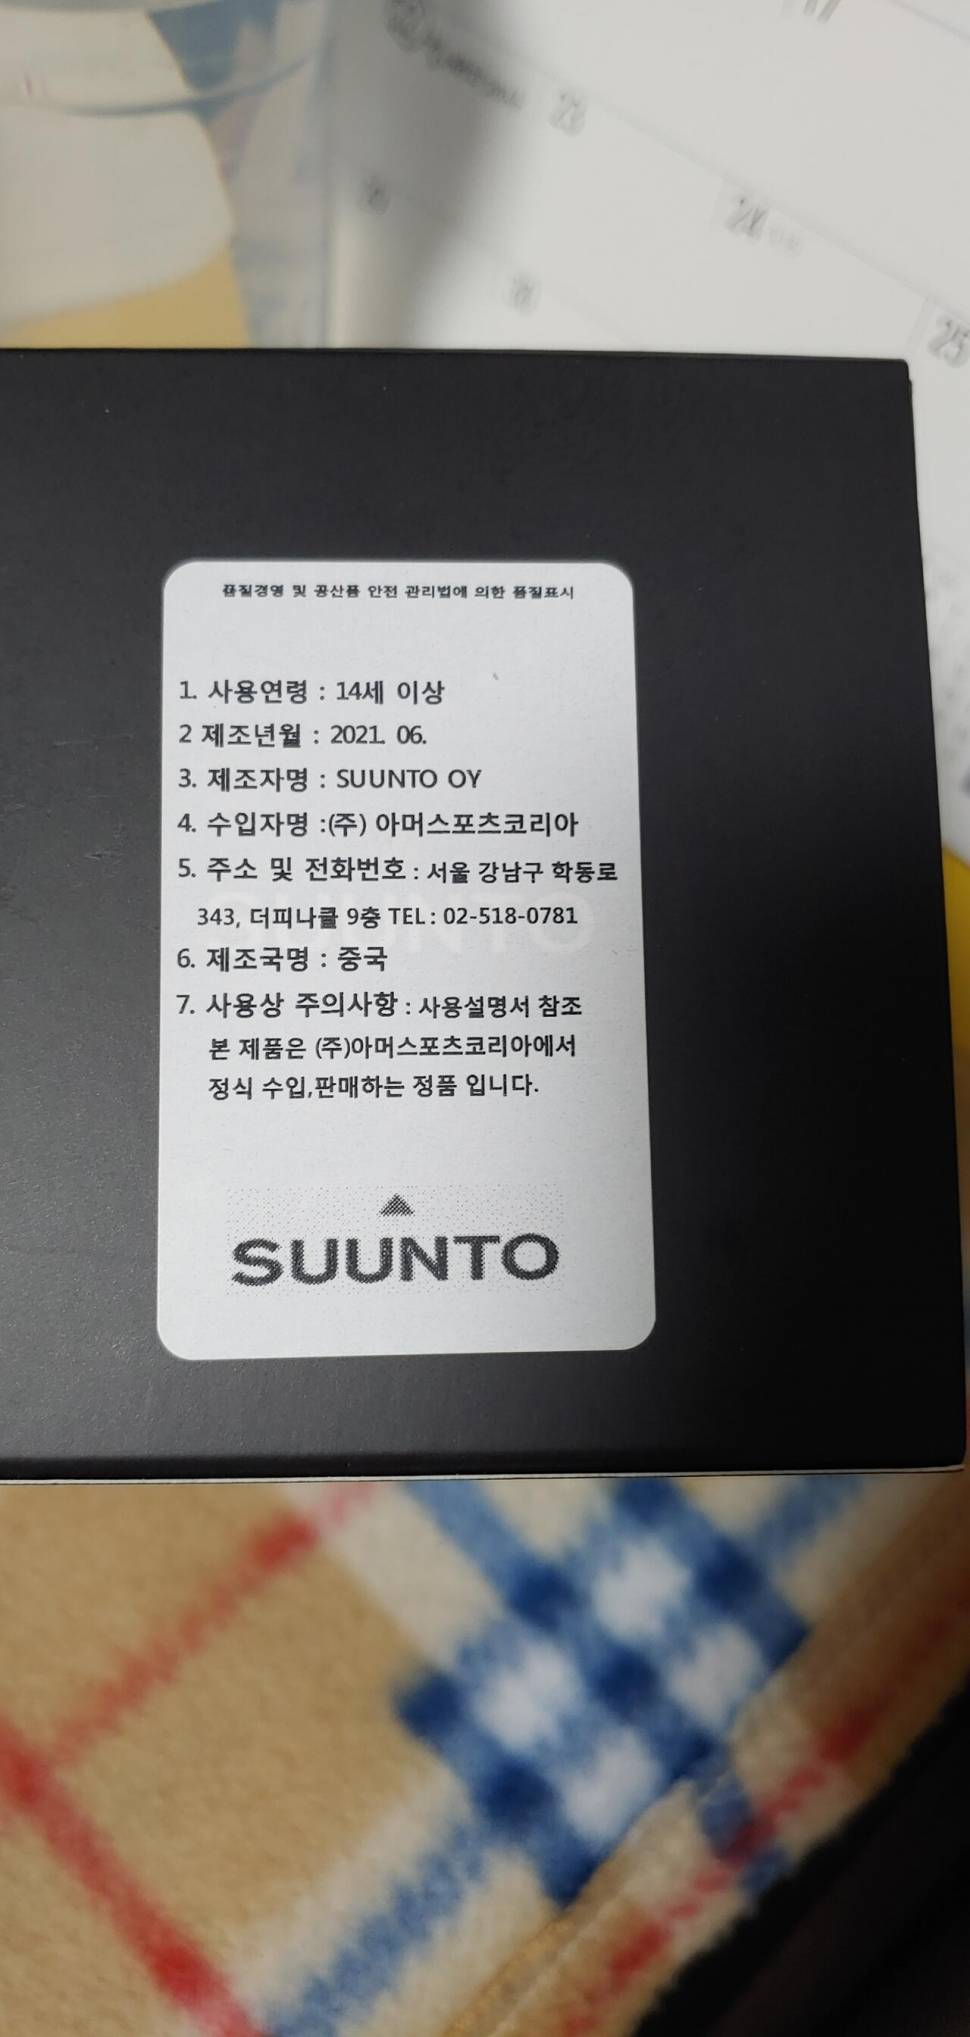 23
24
25
품질경영 및 공산품 안전 관리법에 의한 품질표시
1. 사용연령 : 14세 이상
2 제조년월 : 2021. 06.
3. 제조자명 : SUUNTO OY
4. 수입자명 :(주) 아머스포츠코리아
5. 주소 및 전화번호 : 서울 강남구 학동로
343, 더피나클 9층 TEL : 02-518-0781
6. 제조국명 : 중국
7. 사용상 주의사항 : 사용설명서 참조
본 제품은 (주)아머스포츠코리아에서
정식 수입,판매하는 정품 입니다.
SUUNTO